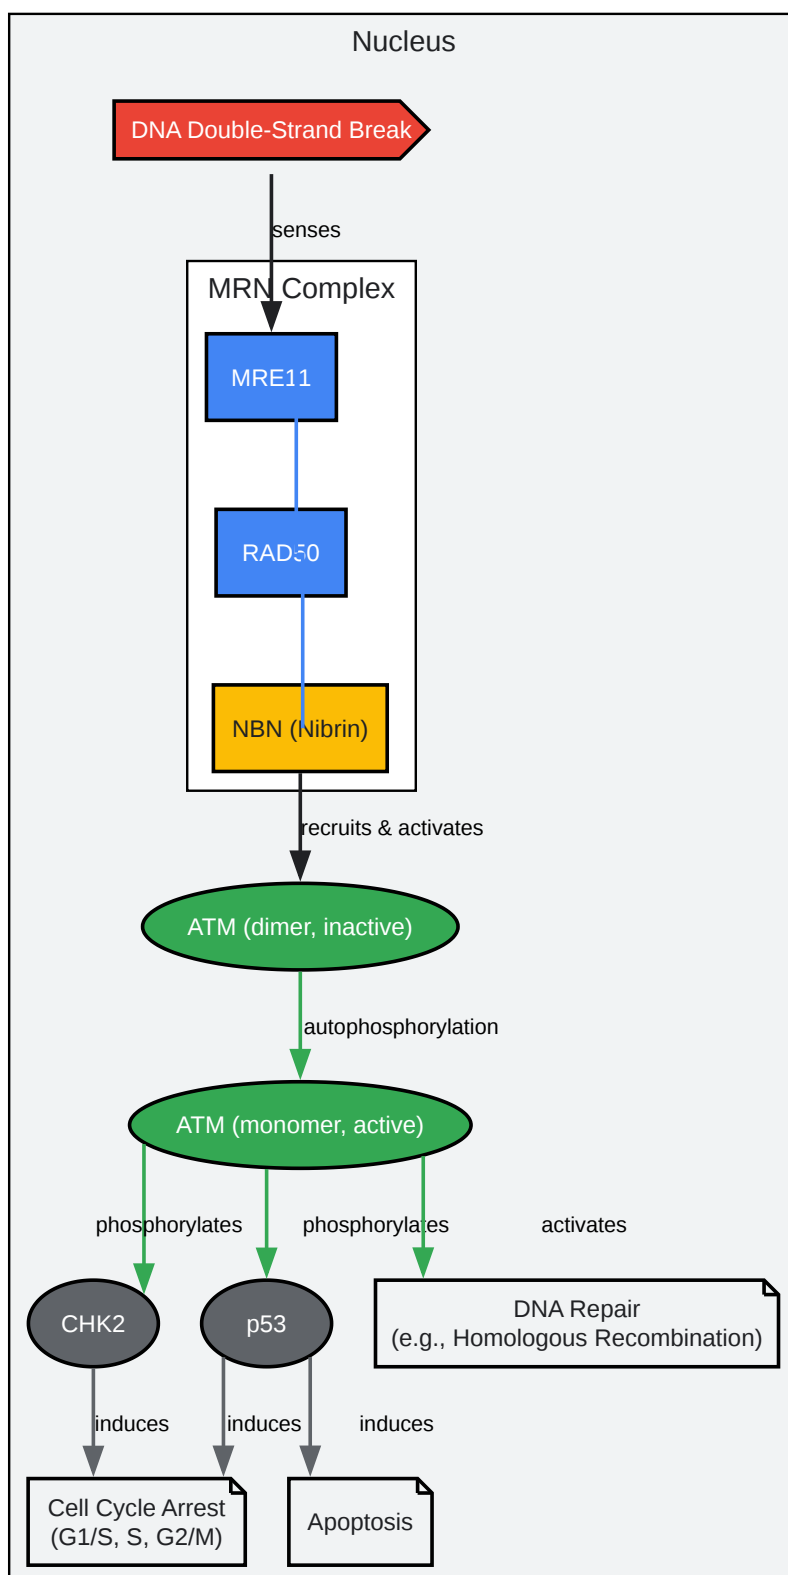 Nucleus
DNA Double-Strand Break
senses
MRN Complex
MRE11
RAD50
NBN (Nibrin)
recruits & activates
ATM (dimer, inactive)
autophosphorylation
ATM (monomer, active)
phosphorylates
phosphorylates
activates
CHK2
p53
DNA Repair
(e.g., Homologous Recombination)
induces
induces
induces
Cell Cycle Arrest
(G1/S, S, G2/M)
Apoptosis